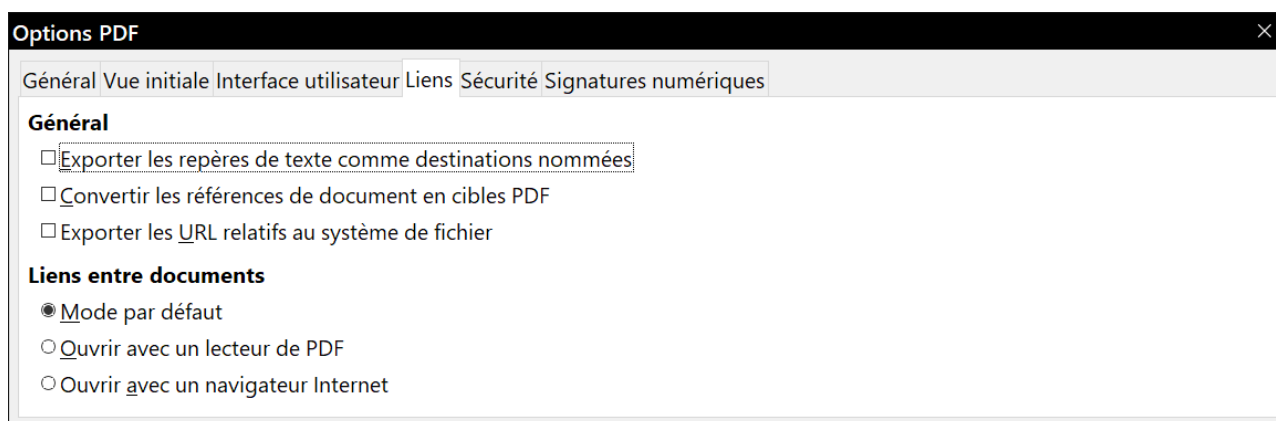 Options PDF
Général Vue initiale Interface utilisateur Liens Sécurité Signatures numériques
Général
Exporter les repères de texte comme destinations nommées
Convertir les références de document en cibles PDF
Exporter les URL relatifs au système de fichier
Liens entre documents
Mode par défaut
Ouvrir avec un lecteur de PDF
Ouvrir avec un navigateur Internet